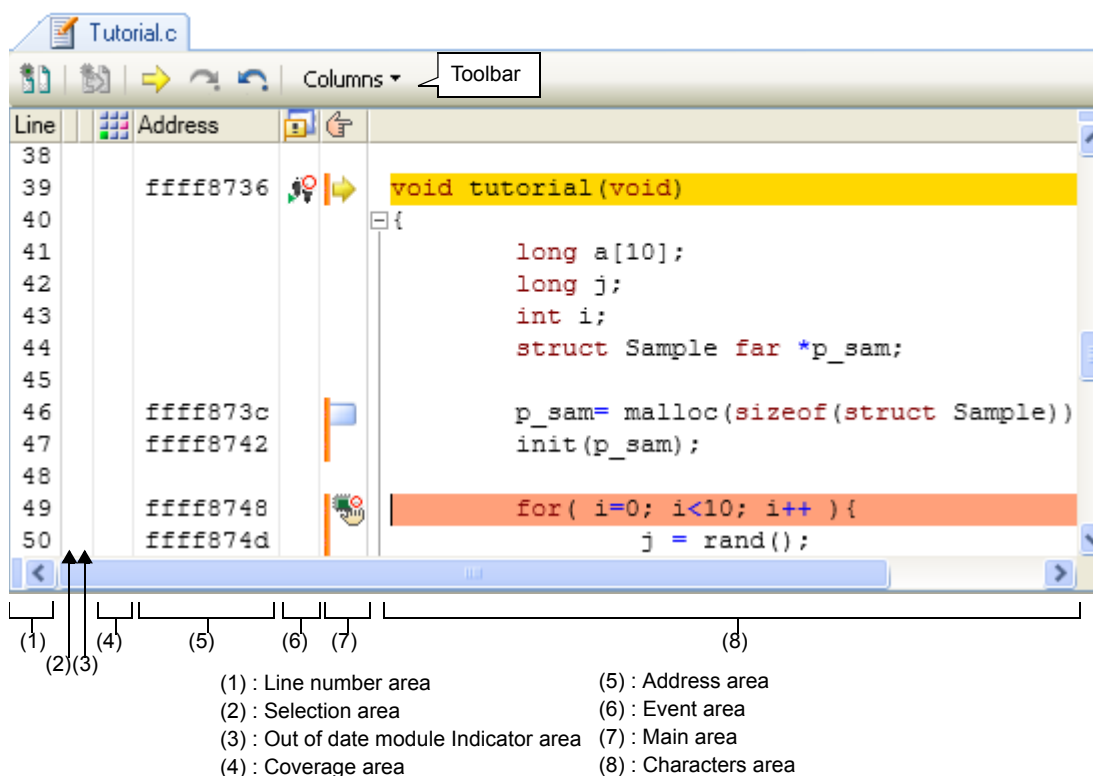 Tutorial.c
Columns
Toolbar
Line Address
38
39 ffff8736 void tutorial(void)
40 {
41 long a[10];
42 long j;
43 int i;
44 struct Sample far *p_sam;
45
46 ffff873c p_sam= malloc(sizeof(struct Sample))
47 ffff8742 init(p_sam);
48
49 ffff8748 for( i=0; i<10; i++ ){
50 ffff874d j = rand();
(1) (4) (5) (6) (7) (8)
(2)(3)
(1) : Line number area
(2) : Selection area
(3) : Out of date module Indicator area
(4) : Coverage area
(5) : Address area
(6) : Event area
(7) : Main area
(8) : Characters area